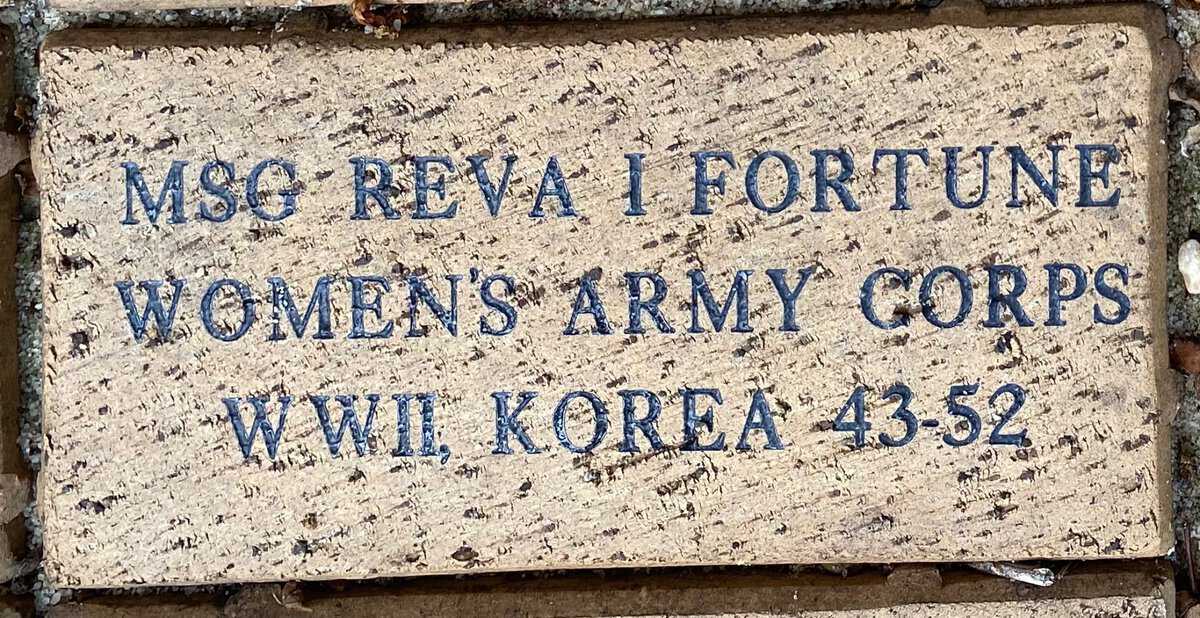 MSG REVA I FORTUNE
WOMEN'S ARMY CORPS
WWII, KOREA 43-52